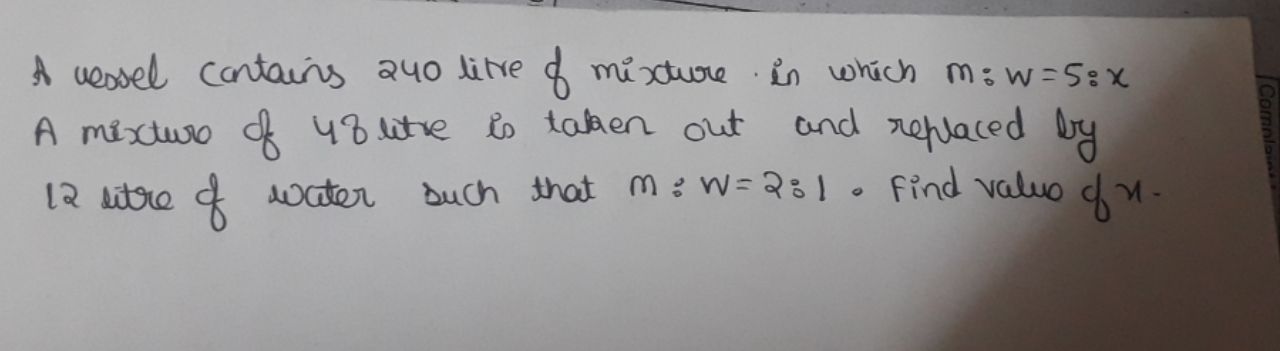 A vessel contains 240 litre of mixture. in which m:w=5:x
A mixture of 48 litre is taken out and replaced by
12 litre of water such that m:w=2:1. Find value of x.